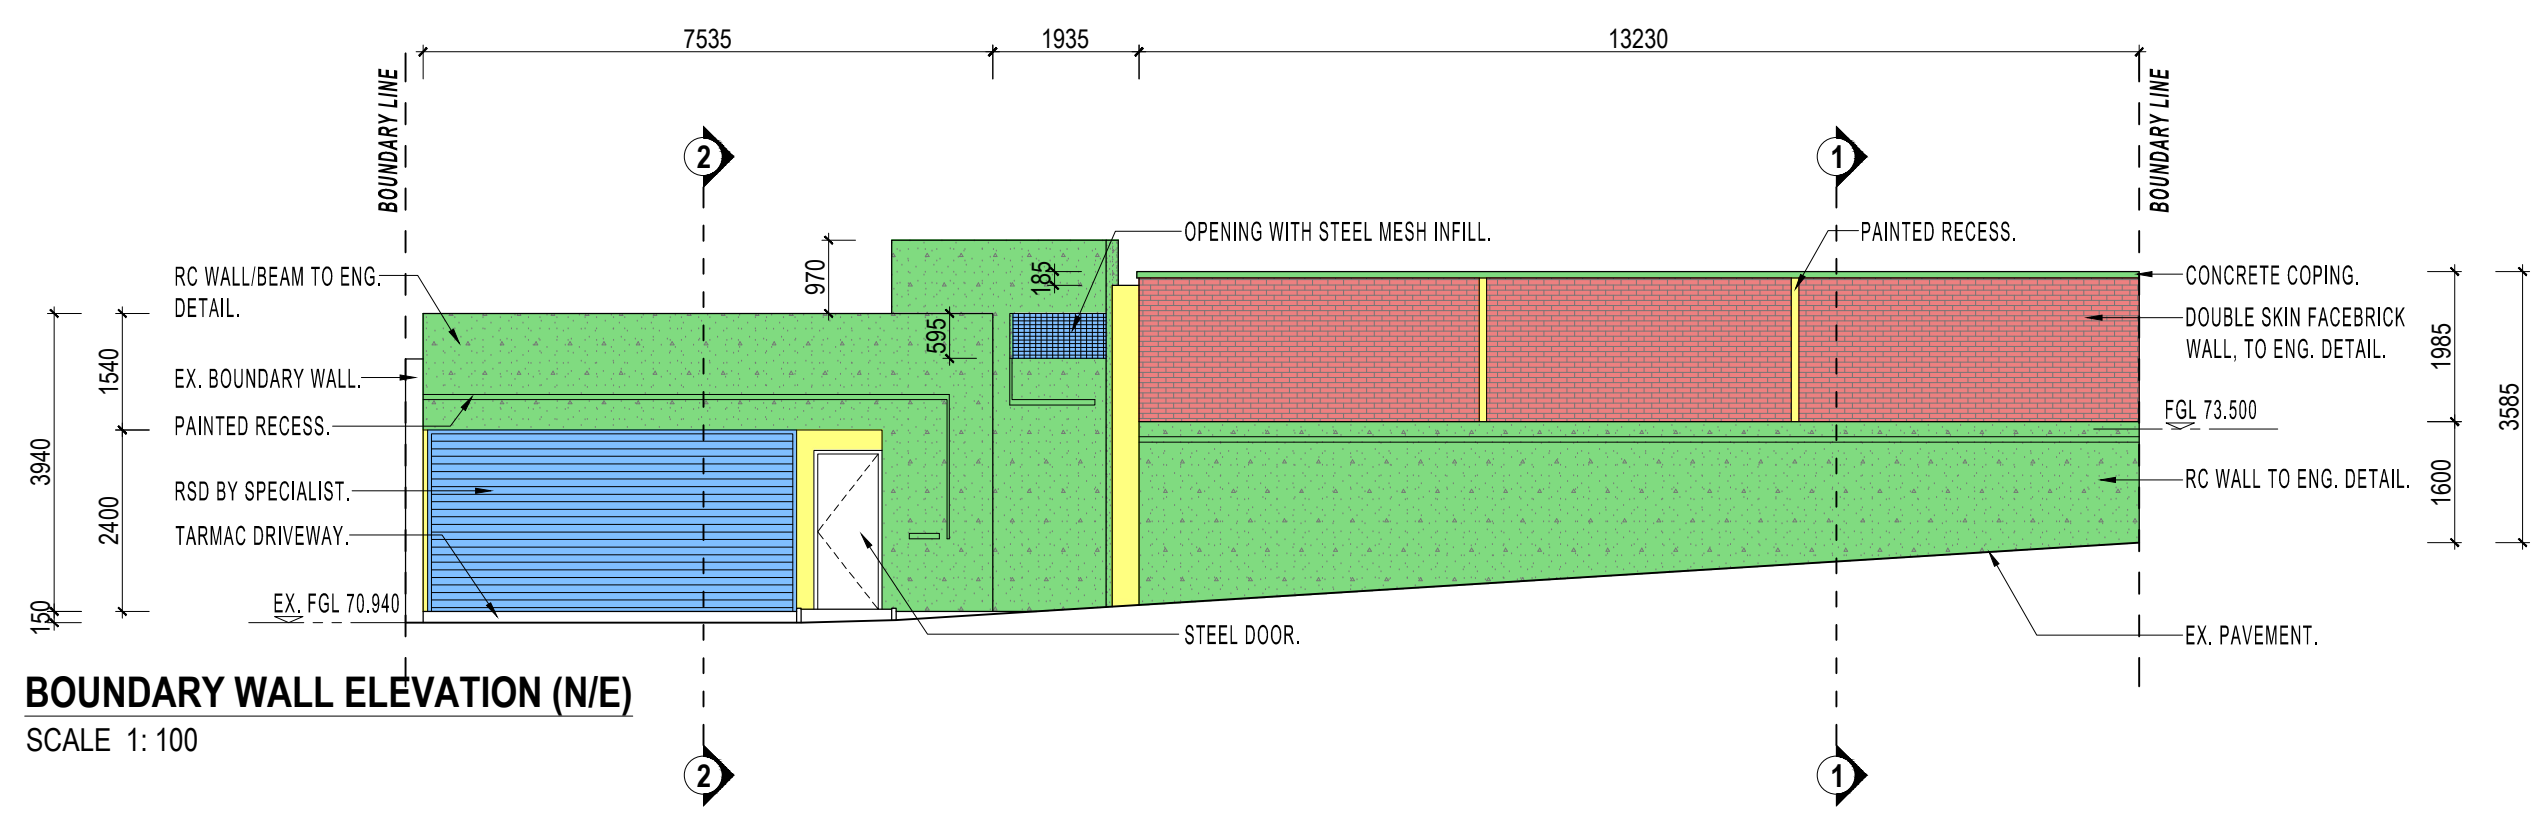 7535
1935
13230
BOUNDARY LINE
BOUNDARY LINE
2
1
OPENING WITH STEEL MESH INFILL.
PAINTED RECESS.
RC WALL/BEAM TO ENG.
DETAIL.
970
185
CONCRETE COPING.
595
DOUBLE SKIN FACEBRICK
WALL, TO ENG. DETAIL.
1540
1985
EX. BOUNDARY WALL.
PAINTED RECESS.
FGL 73.500
3585
3940
RSD BY SPECIALIST.
RC WALL TO ENG. DETAIL.
1600
2400
TARMAC DRIVEWAY.
EX. FGL 70.940
150
STEEL DOOR.
EX. PAVEMENT.
BOUNDARY WALL ELEVATION (N/E)
SCALE 1: 100
2
1